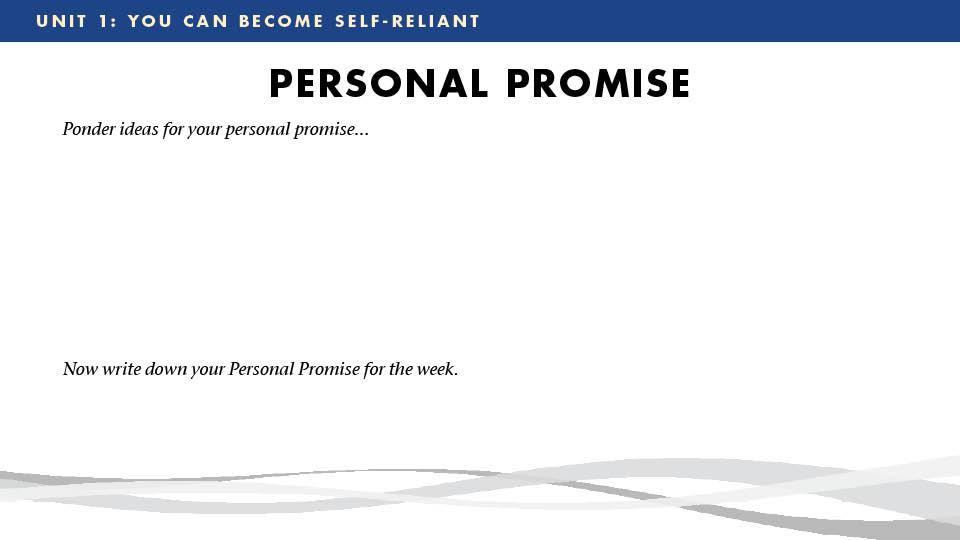 UNIT 1: YOU CAN BECOME SELF-RELIANT
PERSONAL PROMISE
Ponder ideas for your personal promise...
Now write down your Personal Promise for the week.